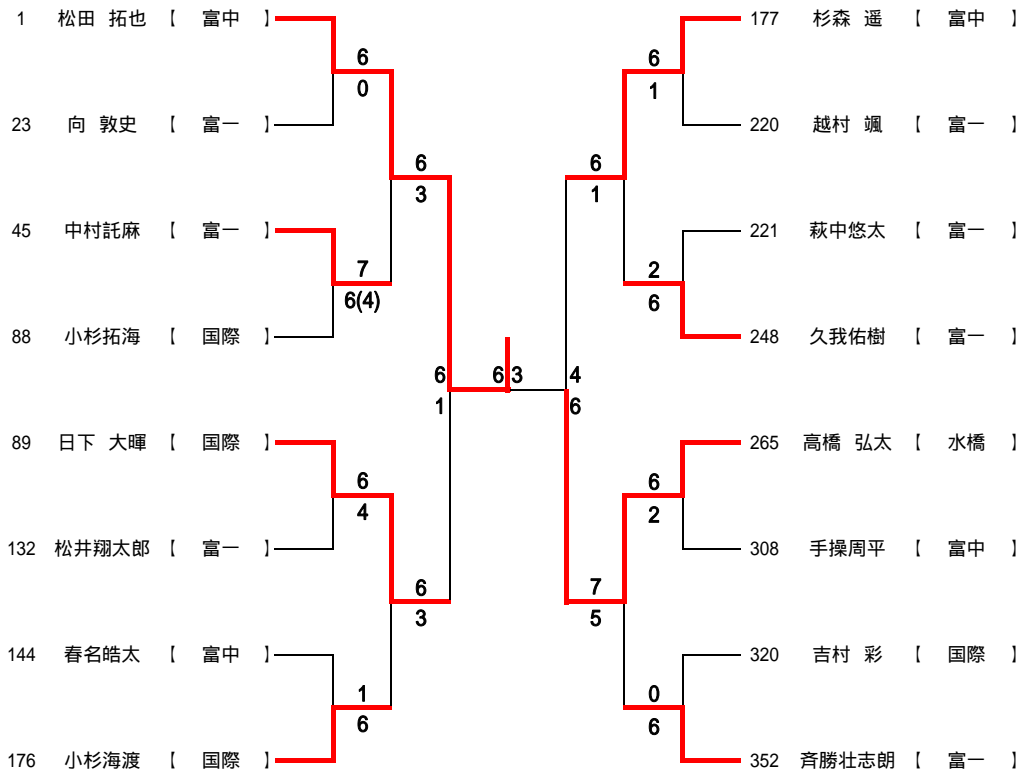 1 松田 拓也 【 富中 】
177 杉森 遥 【 富中 】
6 6
0 1
23 向 敦史 【 富一 】
220 越村 颯 【 富一 】
6 6
3 1
45 中村託麻 【 富一 】
221 萩中悠太 【 富一 】
7 2
6(4) 6
88 小杉拓海 【 国際 】
248 久我佑樹 【 富一 】
6 6 3 4
1 6
89 日下 大暉 【 国際 】
265 高橋 弘太 【 水橋 】
6 6
4 2
132 松井翔太郎 【 富一 】
308 手操周平 【 富中 】
6 7
3 5
144 春名皓太 【 富中 】
320 吉村 彩 【 国際 】
1 0
6 6
176 小杉海渡 【 国際 】
352 斉勝壮志朗 【 富一 】